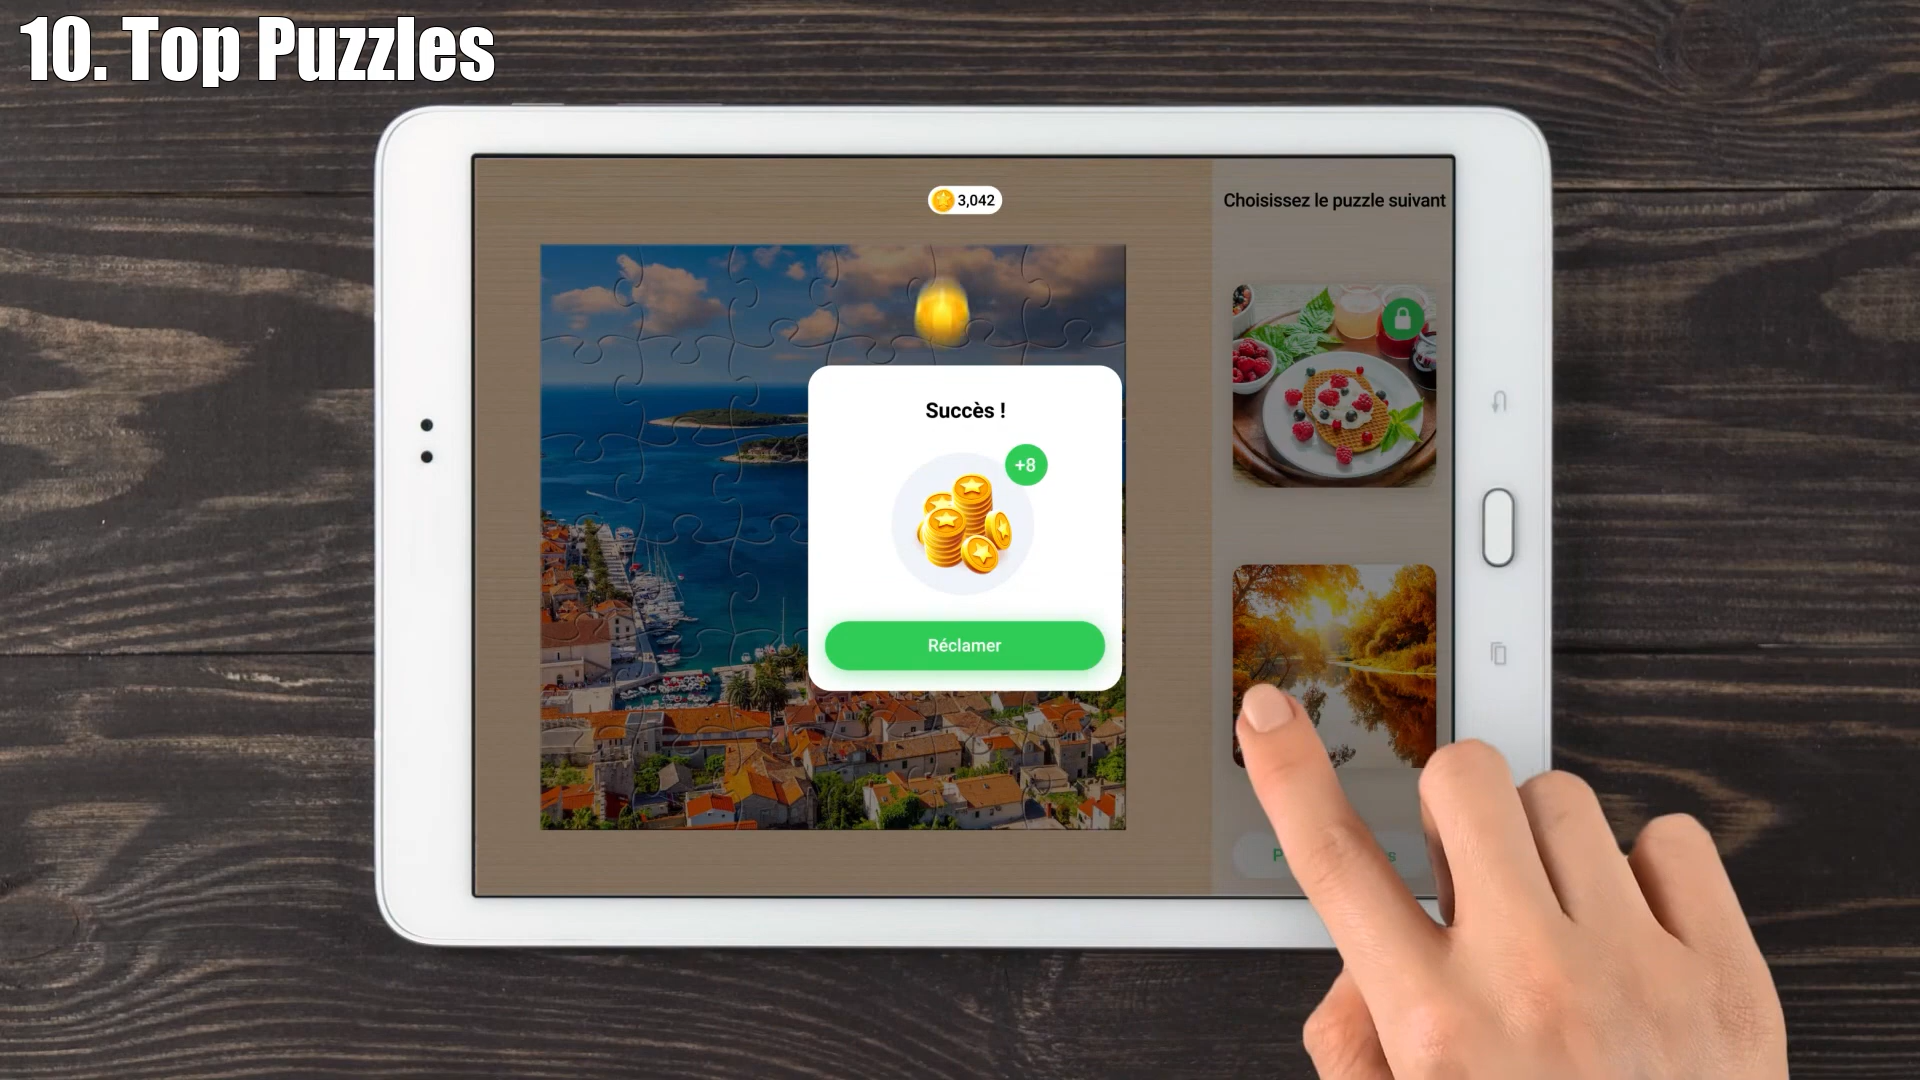 10. Top Puzzles
3,042
Choisissez le puzzle suivant
Succès !
+8
Réclamer